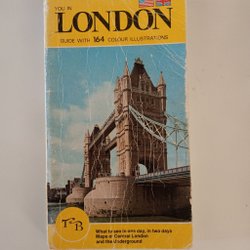 YOU IN
LONDON
GUIDE WITH 164 COLOUR ILLUSTRATIONS
What to see in one day, in two days
Maps of Central London
and the Underground